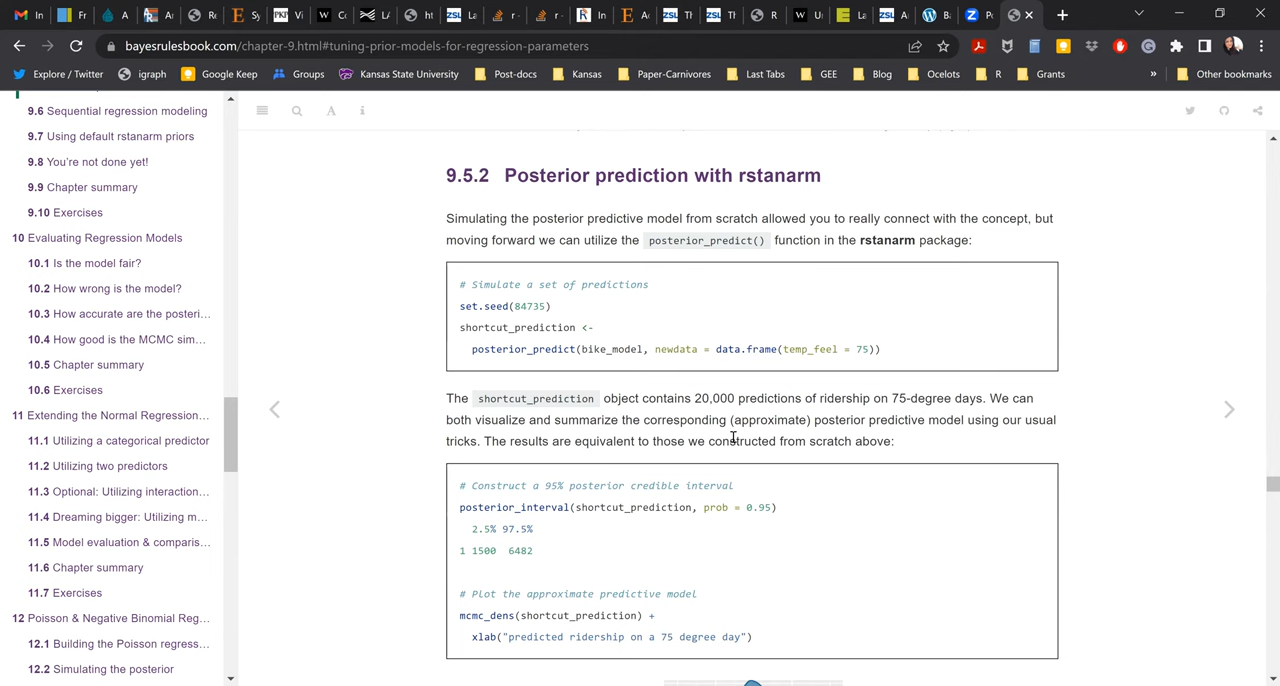 In
Fr
A
A
R
Sy
PKP
Vi
C
L
ht
La
r
r
In
A
Th
Th
R
U
La
A
B
P
bayesrulesbook.com/chapter-9.html#tuning-prior-models-for-regression-parameters
Explore / Twitter
igraph
Google Keep
Groups
Kansas State University
Post-docs
Kansas
Paper-Carnivores
Last Tabs
GEE
Blog
Ocelots
R
Grants
»
Other bookmarks
9.6 Sequential regression modeling
9.7 Using default rstanarm priors
9.8 You're not done yet!
9.9 Chapter summary
9.10 Exercises
10 Evaluating Regression Models
10.1 Is the model fair?
10.2 How wrong is the model?
10.3 How accurate are the posteri...
10.4 How good is the MCMC sim...
10.5 Chapter summary
10.6 Exercises
11 Extending the Normal Regression...
11.1 Utilizing a categorical predictor
11.2 Utilizing two predictors
11.3 Optional: Utilizing interaction...
11.4 Dreaming bigger: Utilizing m...
11.5 Model evaluation & comparis...
11.6 Chapter summary
11.7 Exercises
12 Poisson & Negative Binomial Reg...
12.1 Building the Poisson regress...
12.2 Simulating the posterior
9.5.2 Posterior prediction with rstanarm
Simulating the posterior predictive model from scratch allowed you to really connect with the concept, but
moving forward we can utilize the posterior_predict() function in the rstanarm package:
# Simulate a set of predictions
set.seed(84735)
shortcut_prediction <-
posterior_predict(bike_model, newdata = data.frame(temp_feel = 75))
The shortcut_prediction object contains 20,000 predictions of ridership on 75-degree days. We can
both visualize and summarize the corresponding (approximate) posterior predictive model using our usual
tricks. The results are equivalent to those we constructed from scratch above:
# Construct a 95% posterior credible interval
posterior_interval(shortcut_prediction, prob = 0.95)
2.5% 97.5%
1 1500 6482
# Plot the approximate predictive model
mcmc_dens(shortcut_prediction) +
xlab("predicted ridership on a 75 degree day")